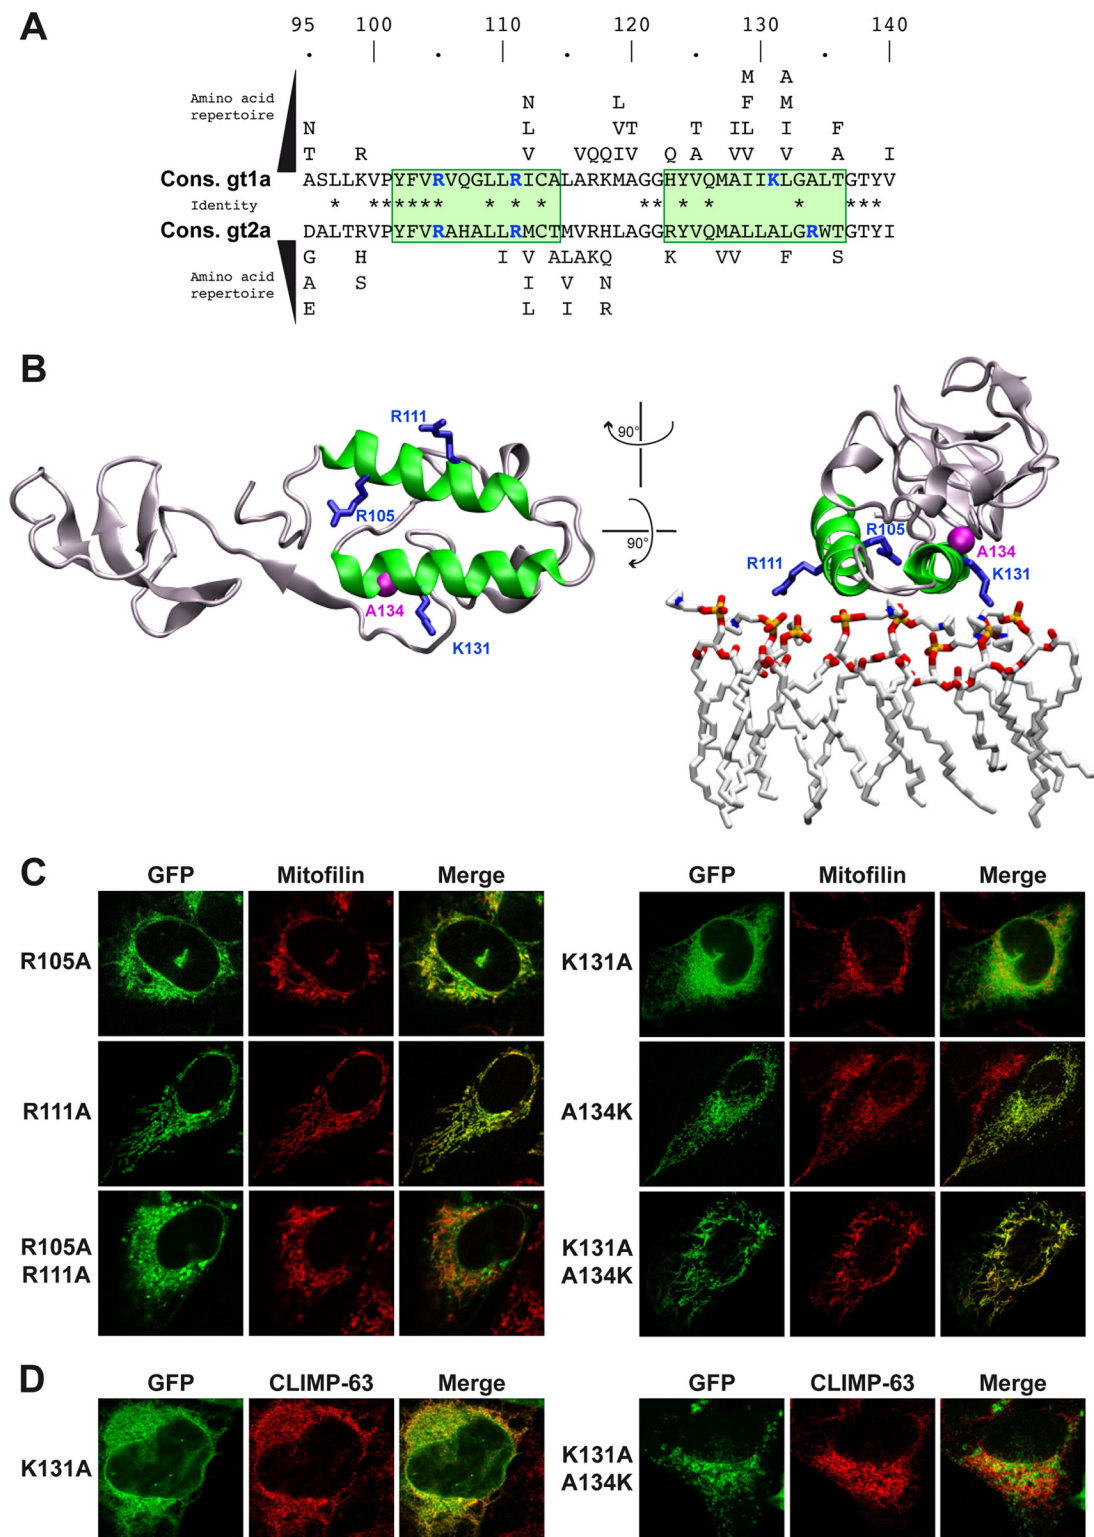 A
95 100 110 120 130 140
M A
N L F M
N L VT T IL I F
T R V VQQIV Q A VV V A I
Amino acid
repertoire
Cons. gt1a ASLLKVPYFVRVQGLLRICALARKMAGGHYVQMAIIKLGALTGTYV
Identity * ***** * * * ** * * * ***
Cons. gt2a DALTRVPYFVRAHALLRMCTMVRHLAGGRYVQMALLALGRWTGTYI
G H I V ALAKQ K VV F S
A S I V N
E L I R
Amino acid
repertoire
B
R111
R105
A134
K131
90°
90°
R105
R111
A134
K131
C
GFP Mitofilin Merge
GFP Mitofilin Merge
R105A
K131A
R111A
A134K
R105A
R111A
K131A
A134K
D
GFP CLIMP-63 Merge
GFP CLIMP-63 Merge
K131A
K131A
A134K